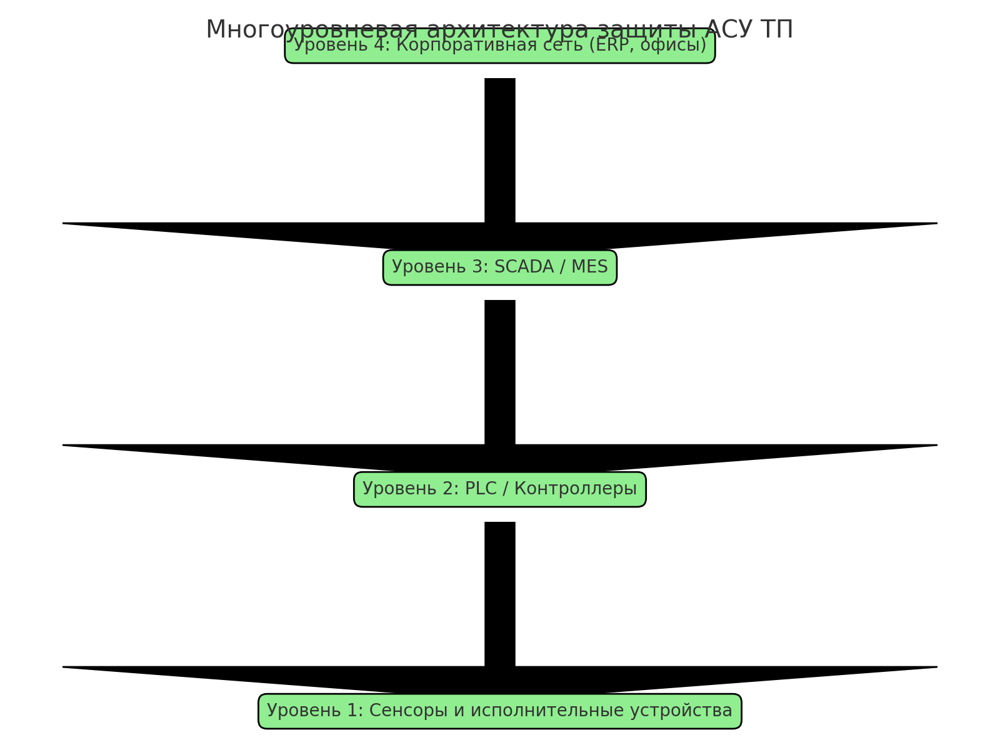 Многоуровневая архитектура защиты АСУ ТП
Уровень 4: Корпоративная сеть (ERP, офисы)
Уровень 3: SCADA / MES
Уровень 2: PLC / Контроллеры
Уровень 1: Сенсоры и исполнительные устройства